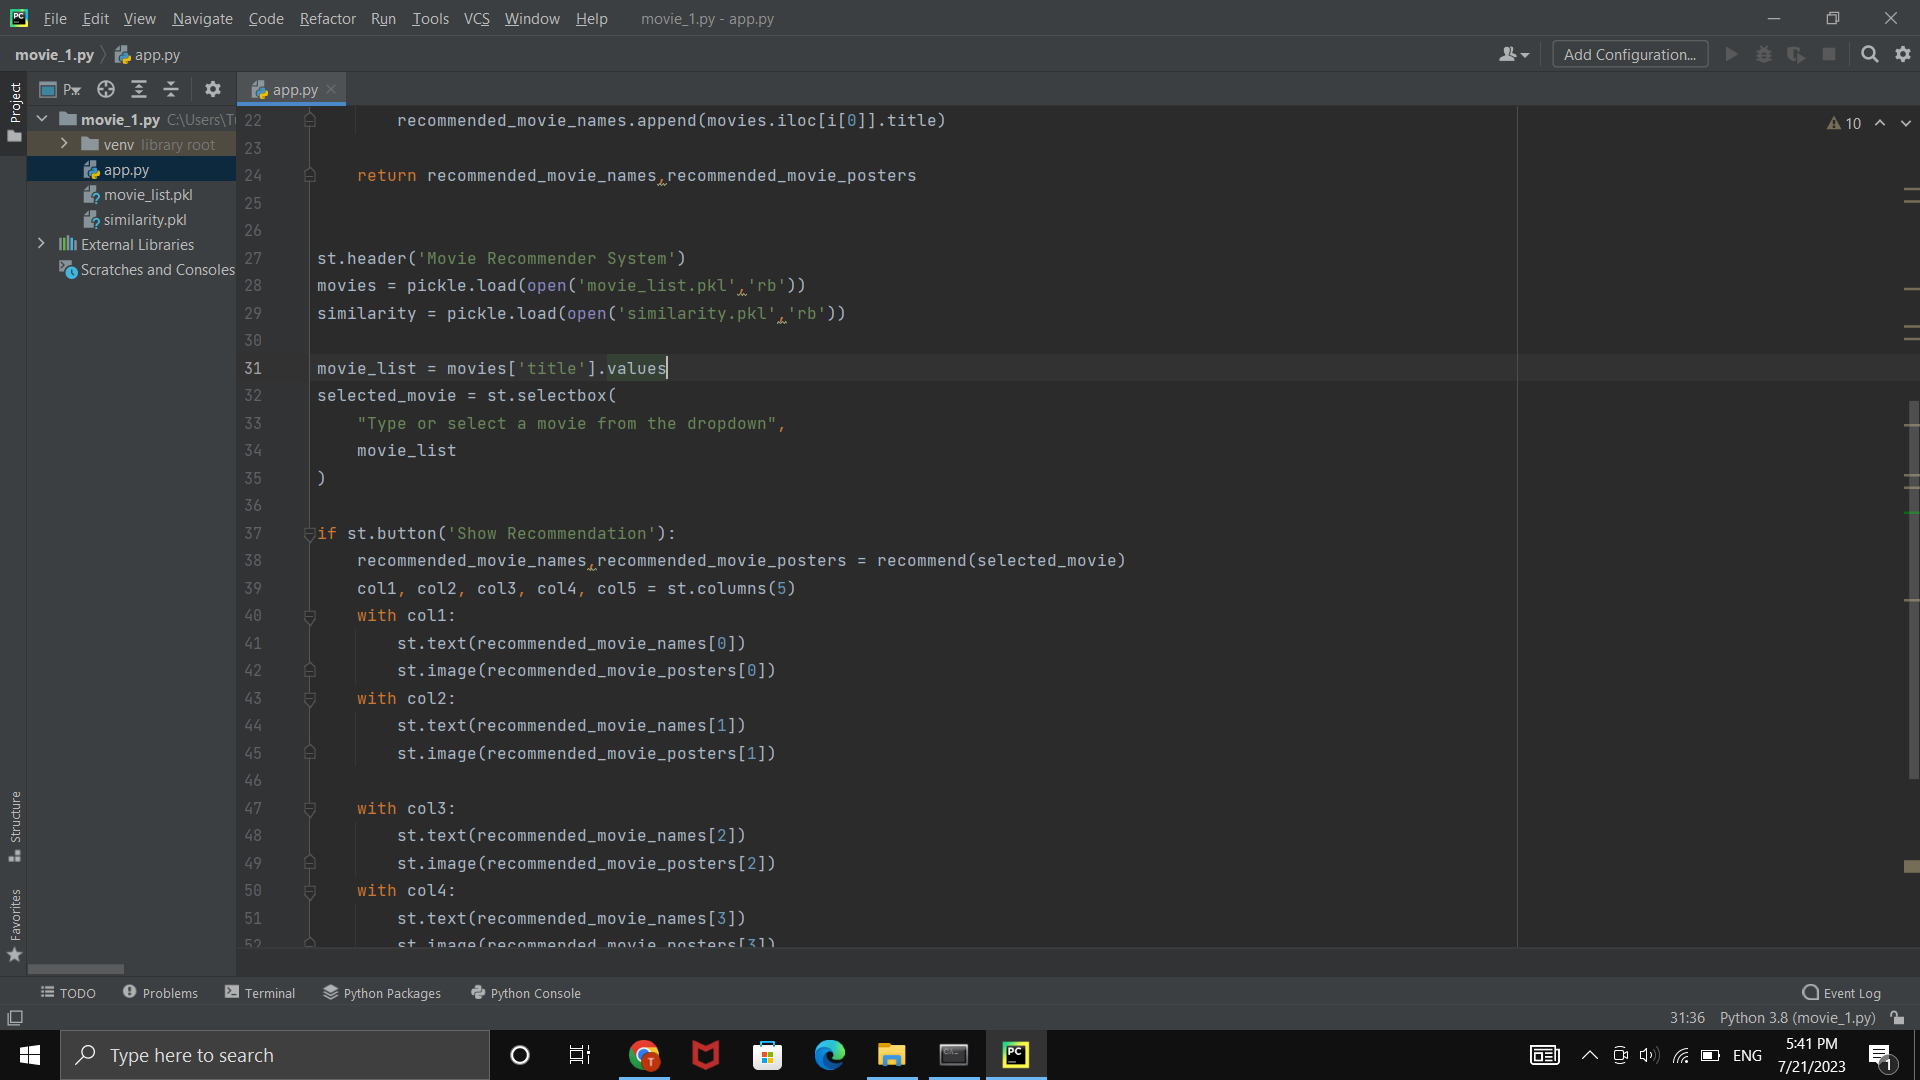 File Edit View Navigate Code Refactor Run Tools VCS Window Help movie_1.py - app.py
movie_1.py app.py Add Configuration...
Project P... app.py
movie_1.py C:\Users\T
venv library root
app.py
movie_list.pkl
similarity.pkl
External Libraries
Scratches and Consoles
10
22 recommended_movie_names.append(movies.iloc[i[0]].title)
23
24 return recommended_movie_names,recommended_movie_posters
25
26
27 st.header('Movie Recommender System')
28 movies = pickle.load(open('movie_list.pkl','rb'))
29 similarity = pickle.load(open('similarity.pkl','rb'))
30
31 movie_list = movies['title'].values
32 selected_movie = st.selectbox(
33 "Type or select a movie from the dropdown",
34 movie_list
35 )
36
37 if st.button('Show Recommendation'):
38 recommended_movie_names,recommended_movie_posters = recommend(selected_movie)
39 col1, col2, col3, col4, col5 = st.columns(5)
40 with col1:
41 st.text(recommended_movie_names[0])
42 st.image(recommended_movie_posters[0])
43 with col2:
44 st.text(recommended_movie_names[1])
45 st.image(recommended_movie_posters[1])
46
47 with col3:
48 st.text(recommended_movie_names[2])
49 st.image(recommended_movie_posters[2])
50 with col4:
51 st.text(recommended_movie_names[3])
52 st.image(recommended_movie_posters[3])
Structure
Favorites
TODO Problems Terminal Python Packages Python Console Event Log
31:36 Python 3.8 (movie_1.py)
Type here to search
ENG
5:41 PM
7/21/2023
1